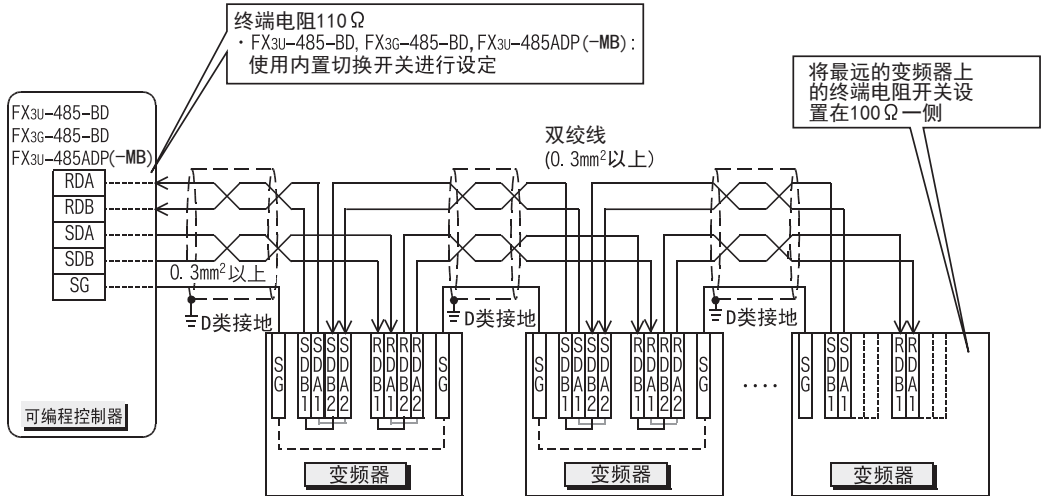 终端电阻110Ω
・FX3U-485-BD, FX3G-485-BD, FX3U-485ADP(-MB):
使用内置切换开关进行设定
将最远的变频器上
的终端电阻开关设
置在100Ω一侧
FX3U-485-BD
FX3G-485-BD
FX3U-485ADP(-MB)
双绞线
(0.3mm²以上)
RDA
RDB
SDA
SDB
SG
0.3mm²以上
D类接地
D类接地
D类接地
SG
SDB1
SDA1
SDB2
SDA2
RDB1
RDA1
RDB2
RDA2
SG
SG
SDB1
SDA1
SDB2
SDA2
RDB1
RDA1
RDB2
RDA2
SG
....
SG
SDB1
SDA1
RDB1
RDA1
可编程控制器
变频器
变频器
变频器